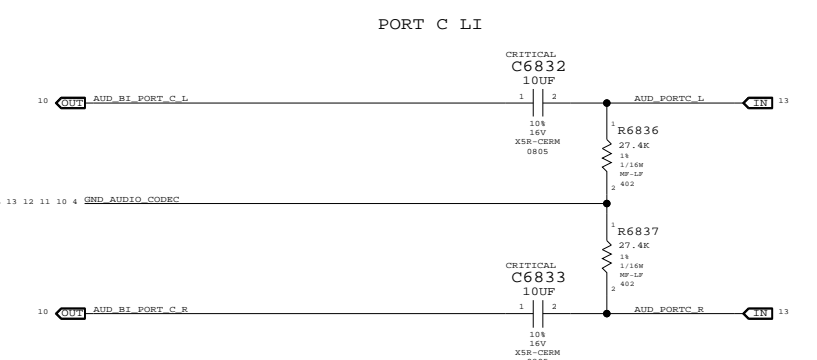 PORT C LI
CRITICAL
C6832
10UF
10 OUT AUD_BI_PORT_C_L 1 2 AUD_PORTC_L IN 13
10%
16V
X5R-CERM
0805
1
R6836
27.4K
1%
1/16W
MF-LF
402
2
13 12 11 10 4 GND_AUDIO_CODEC
1
R6837
27.4K
1%
1/16W
MF-LF
402
2
CRITICAL
C6833
10UF
10 OUT AUD_BI_PORT_C_R 1 2 AUD_PORTC_R IN 13
10%
16V
X5R-CERM